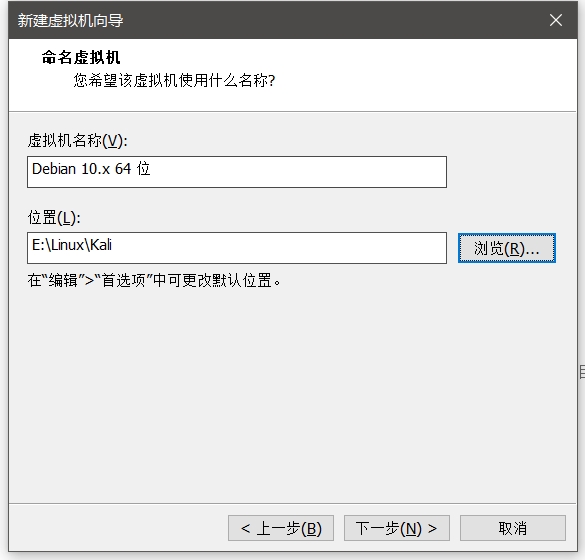 新建虚拟机向导
命名虚拟机
您希望该虚拟机使用什么名称?
虚拟机名称(V):
Debian 10.x 64 位
位置(L):
E:\Linux\Kali
浏览(R)...
在“编辑”>“首选项”中可更改默认位置。
< 上一步(B)
下一步(N) >
取消